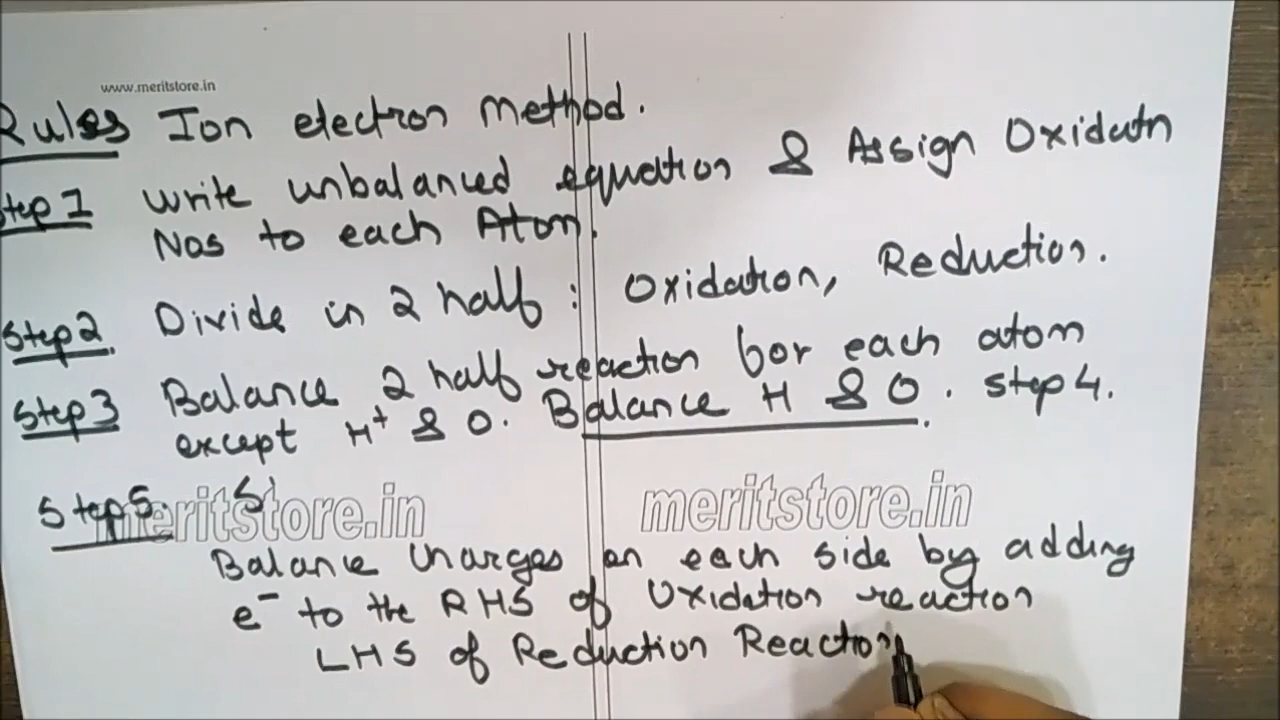 www.meritstore.in
Rules Ion electron Method.
Step 1 Write unbalanced equation & Assign Oxidatn
Nos to each Atom.
Step 2 Divide in 2 half : Oxidation, Reduction.
Step 3 Balance 2 half reaction for each atom
except H⁺ & O. Balance H & O. Step 4.
Step 5. Si
meritstore.in meritstore.in
Balance charges on each side by adding
e⁻ to the RHS of Oxidation reaction
LHS of Reduction Reaction